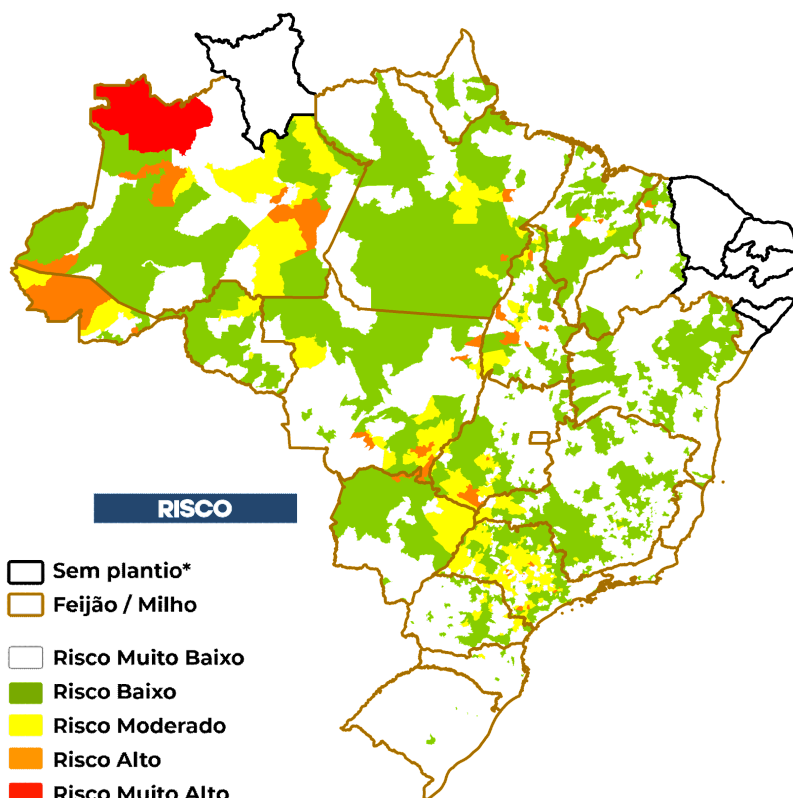 RISCO
Sem plantio*
Feijão / Milho
Risco Muito Baixo
Risco Baixo
Risco Moderado
Risco Alto
Risco Muito Alto